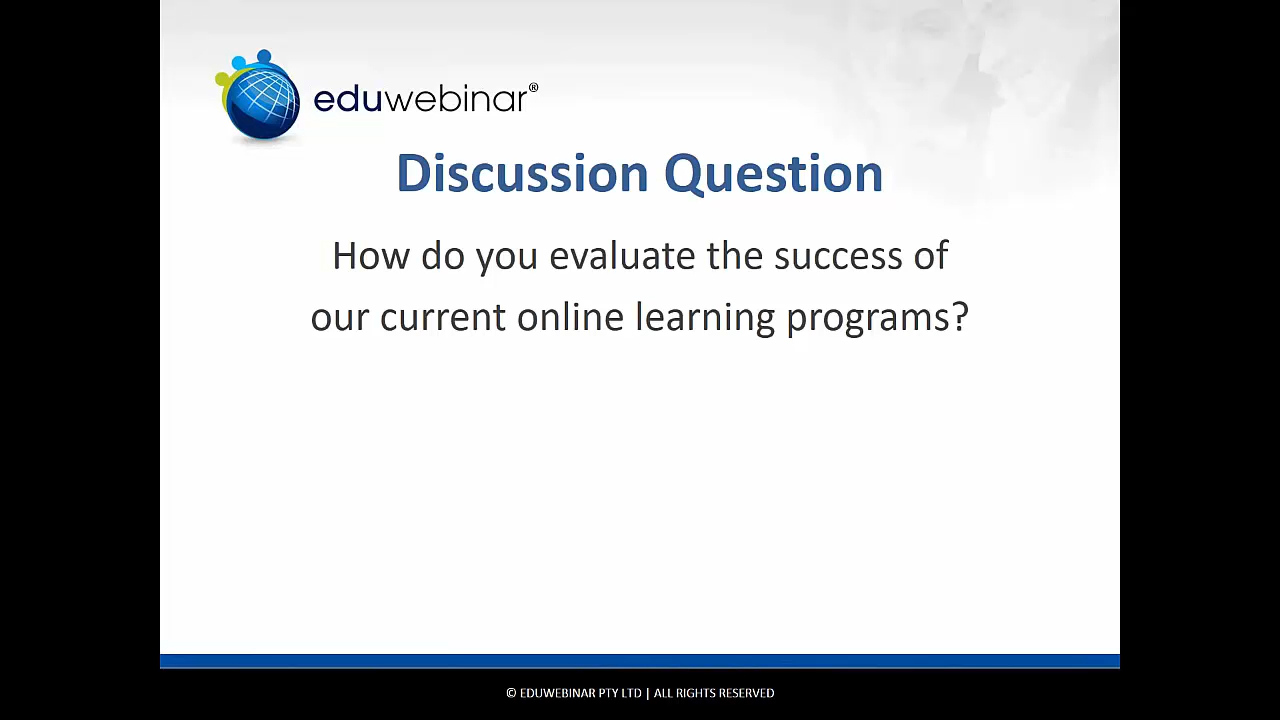 eduwebinar®
Discussion Question
How do you evaluate the success of
our current online learning programs?
© EDUWEBINAR PTY LTD | ALL RIGHTS RESERVED